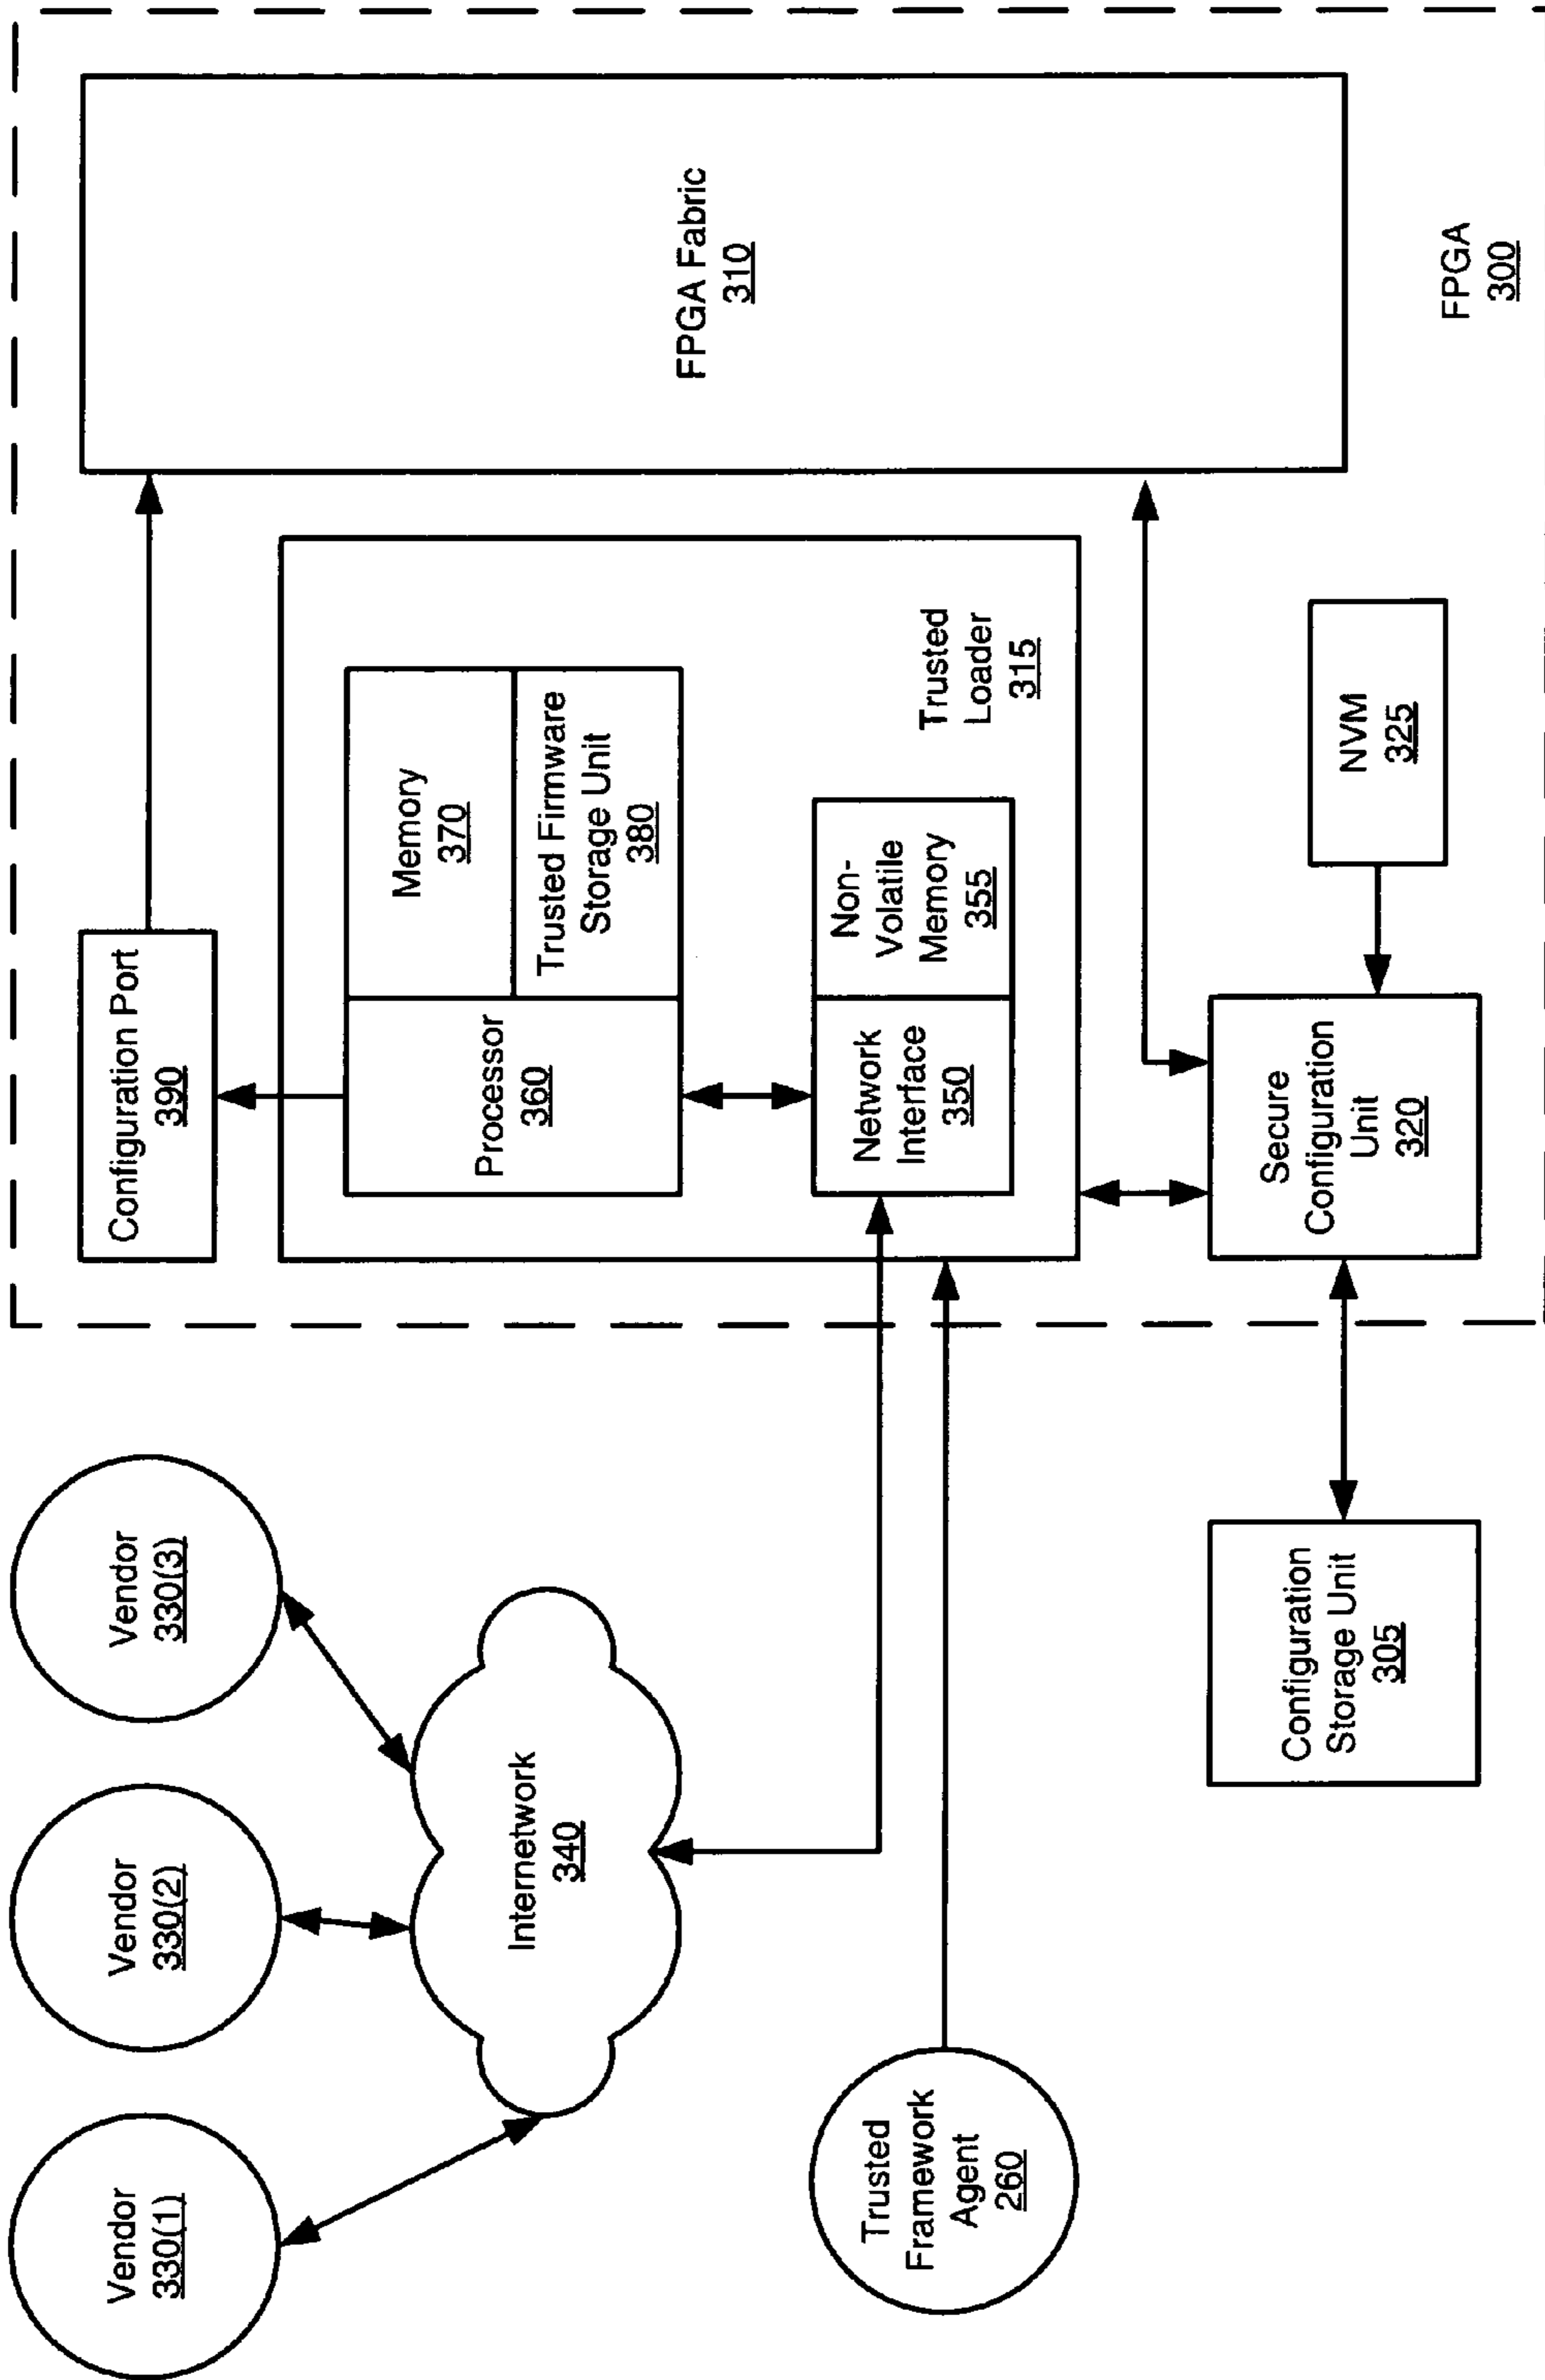 Vendor
330(1)
Vendor
330(2)
Vendor
330(3)
Internetwork
340
Trusted
Framework
Agent
260
Configuration
Storage Unit
305
Configuration Port
390
Processor
360
Memory
370
Trusted Firmware
Storage Unit
380
Network
Interface
350
Non-
Volatile
Memory
355
Trusted
Loader
315
Secure
Configuration
Unit
320
NVM
325
FPGA Fabric
310
FPGA
300